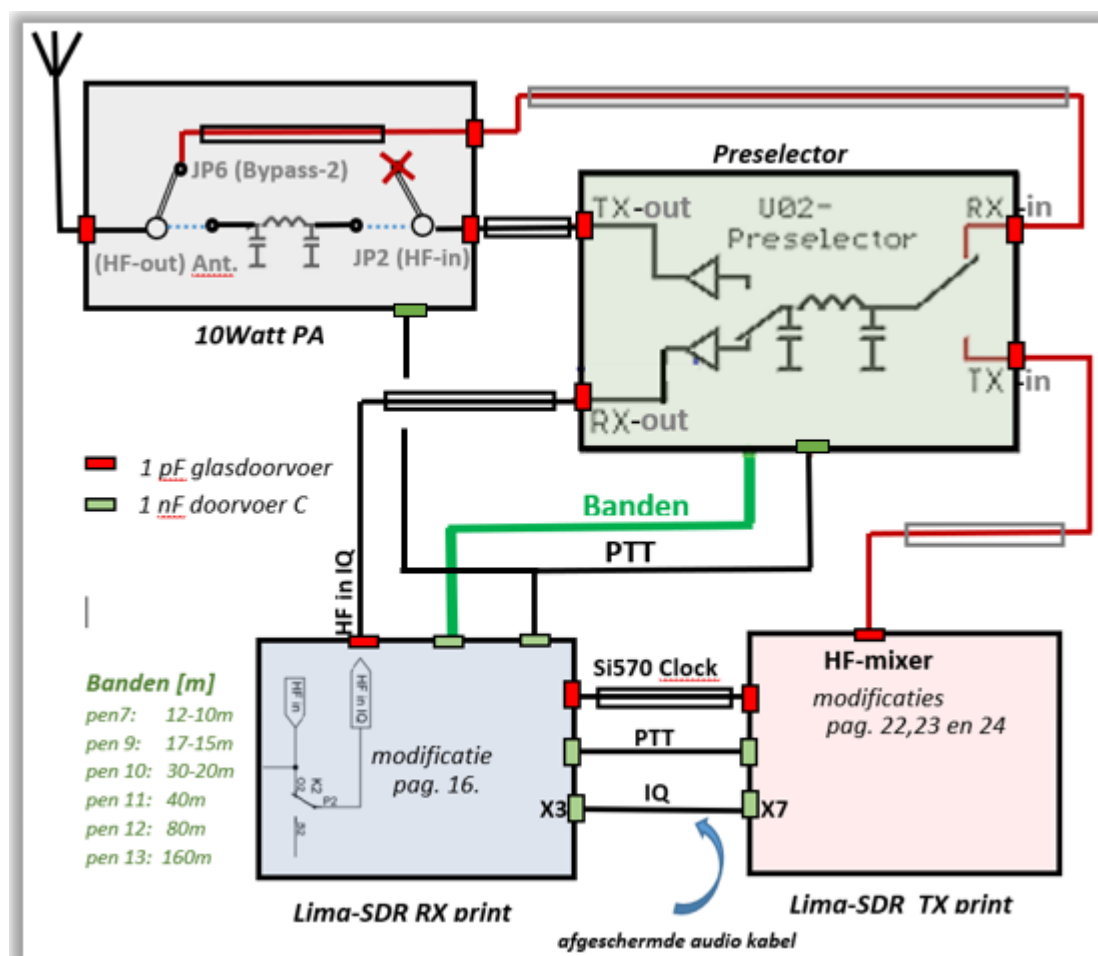 Preselector
JP6 (Bypass-2)
TX-out
U02-
Preselector
RX-in
(HF-out) Ant.
JP2 (HF-in)
10Watt PA
TX-in
RX-out
1 pF glasdoorvoer
1 nF doorvoer C
Banden
PTT
HF in IQ
Banden [m]
pen7: 12-10m
pen 9: 17-15m
pen 10: 30-20m
pen 11: 40m
pen 12: 80m
pen 13: 160m
HF in
HF in IQ
K2
O2
P2
S2
modificatie
pag. 16.
X3
Si570 Clock
PTT
IQ
X7
HF-mixer
modificaties
pag. 22,23 en 24
Lima-SDR RX print
Lima-SDR TX print
afgeschermde audio kabel